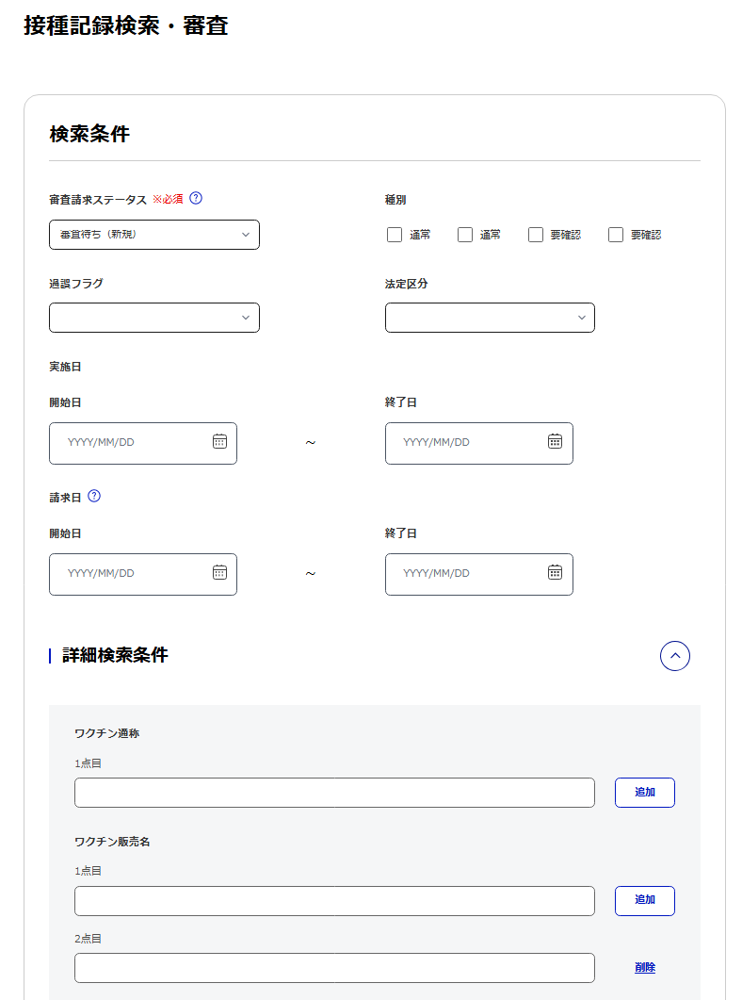 接種記録検索・審査
検索条件
審査請求ステータス ※必須 ?
種別
審査待ち（新規）
通常 通常 要確認 要確認
過誤フラグ
法定区分
実施日
開始日
終了日
YYYY/MM/DD ～ YYYY/MM/DD
請求日 ?
開始日
終了日
YYYY/MM/DD ～ YYYY/MM/DD
詳細検索条件
ワクチン通称
1点目
追加
ワクチン販売名
1点目
追加
2点目
削除